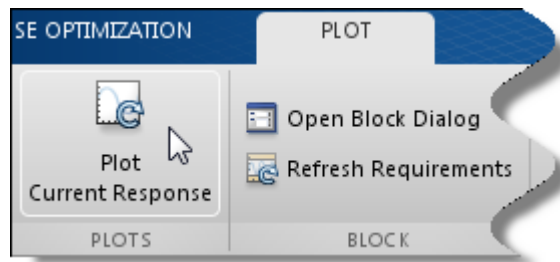 SE OPTIMIZATION
PLOT
Plot
Current Response
Open Block Dialog
Refresh Requirements
PLOTS
BLOCK